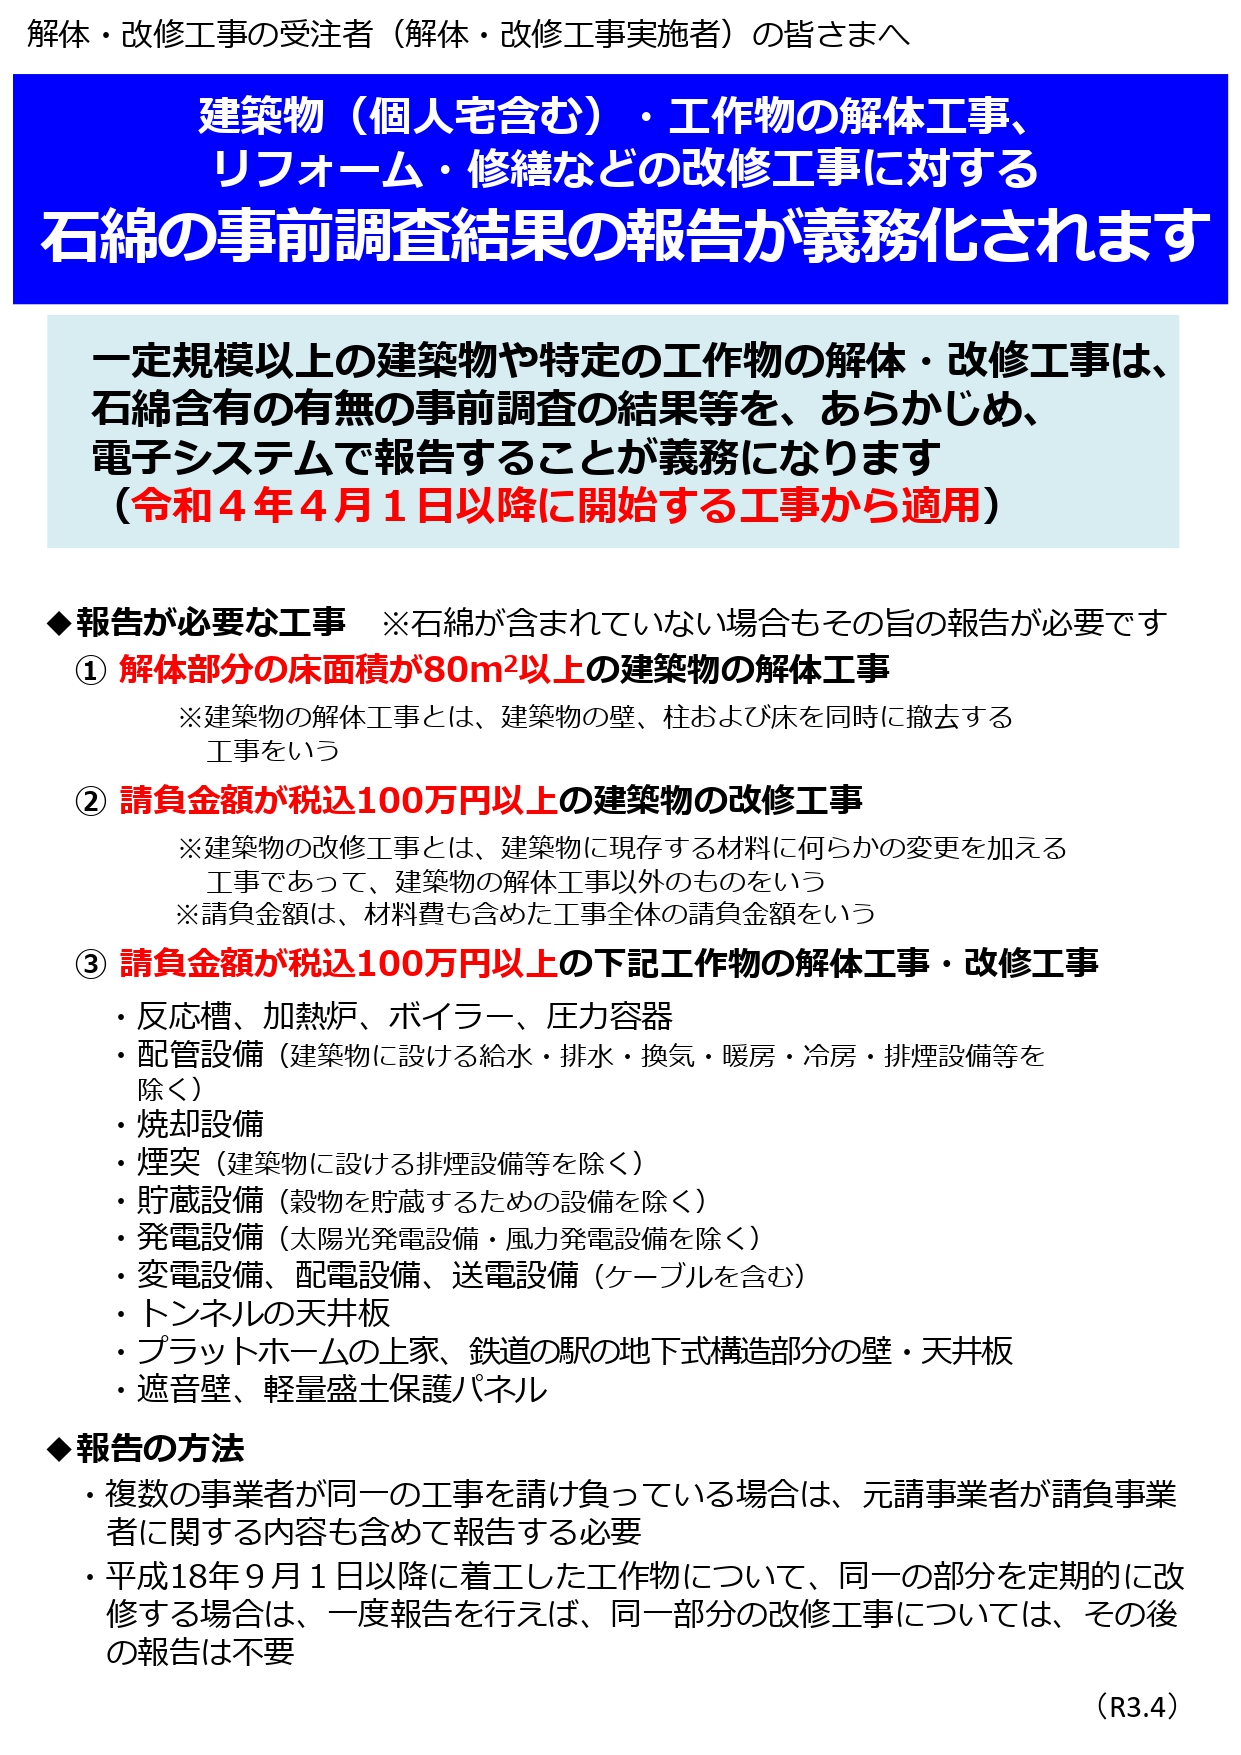 解体・改修工事の受注者（解体・改修工事実施者）の皆さまへ
建築物（個人宅含む）・工作物の解体工事、
リフォーム・修繕などの改修工事に対する
石綿の事前調査結果の報告が義務化されます
一定規模以上の建築物や特定の工作物の解体・改修工事は、
石綿含有の有無の事前調査の結果等を、あらかじめ、
電子システムで報告することが義務になります
（令和４年４月１日以降に開始する工事から適用）
◆報告が必要な工事　※石綿が含まれていない場合もその旨の報告が必要です
① 解体部分の床面積が80m²以上の建築物の解体工事
※建築物の解体工事とは、建築物の壁、柱および床を同時に撤去する
工事をいう
② 請負金額が税込100万円以上の建築物の改修工事
※建築物の改修工事とは、建築物に現存する材料に何らかの変更を加える
工事であって、建築物の解体工事以外のものをいう
※請負金額は、材料費も含めた工事全体の請負金額をいう
③ 請負金額が税込100万円以上の下記工作物の解体工事・改修工事
・反応槽、加熱炉、ボイラー、圧力容器
・配管設備（建築物に設ける給水・排水・換気・暖房・冷房・排煙設備等を
除く）
・焼却設備
・煙突（建築物に設ける排煙設備等を除く）
・貯蔵設備（穀物を貯蔵するための設備を除く）
・発電設備（太陽光発電設備・風力発電設備を除く）
・変電設備、配電設備、送電設備（ケーブルを含む）
・トンネルの天井板
・プラットホームの上家、鉄道の駅の地下式構造部分の壁・天井板
・遮音壁、軽量盛土保護パネル
◆報告の方法
・複数の事業者が同一の工事を請け負っている場合は、元請事業者が請負事業
者に関する内容も含めて報告する必要
・平成18年９月１日以降に着工した工作物について、同一の部分を定期的に改
修する場合は、一度報告を行えば、同一部分の改修工事については、その後
の報告は不要
（R3.4）